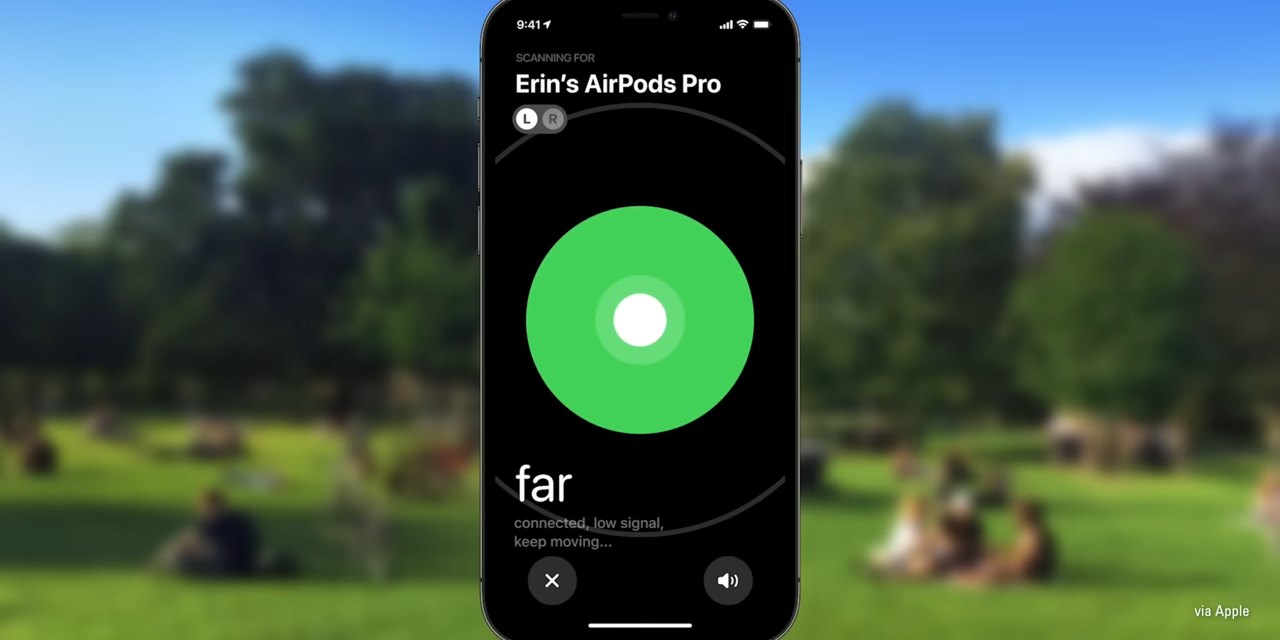 9:41
SCANNING FOR
Erin's AirPods Pro
L R
far
connected, low signal,
keep moving...
via Apple